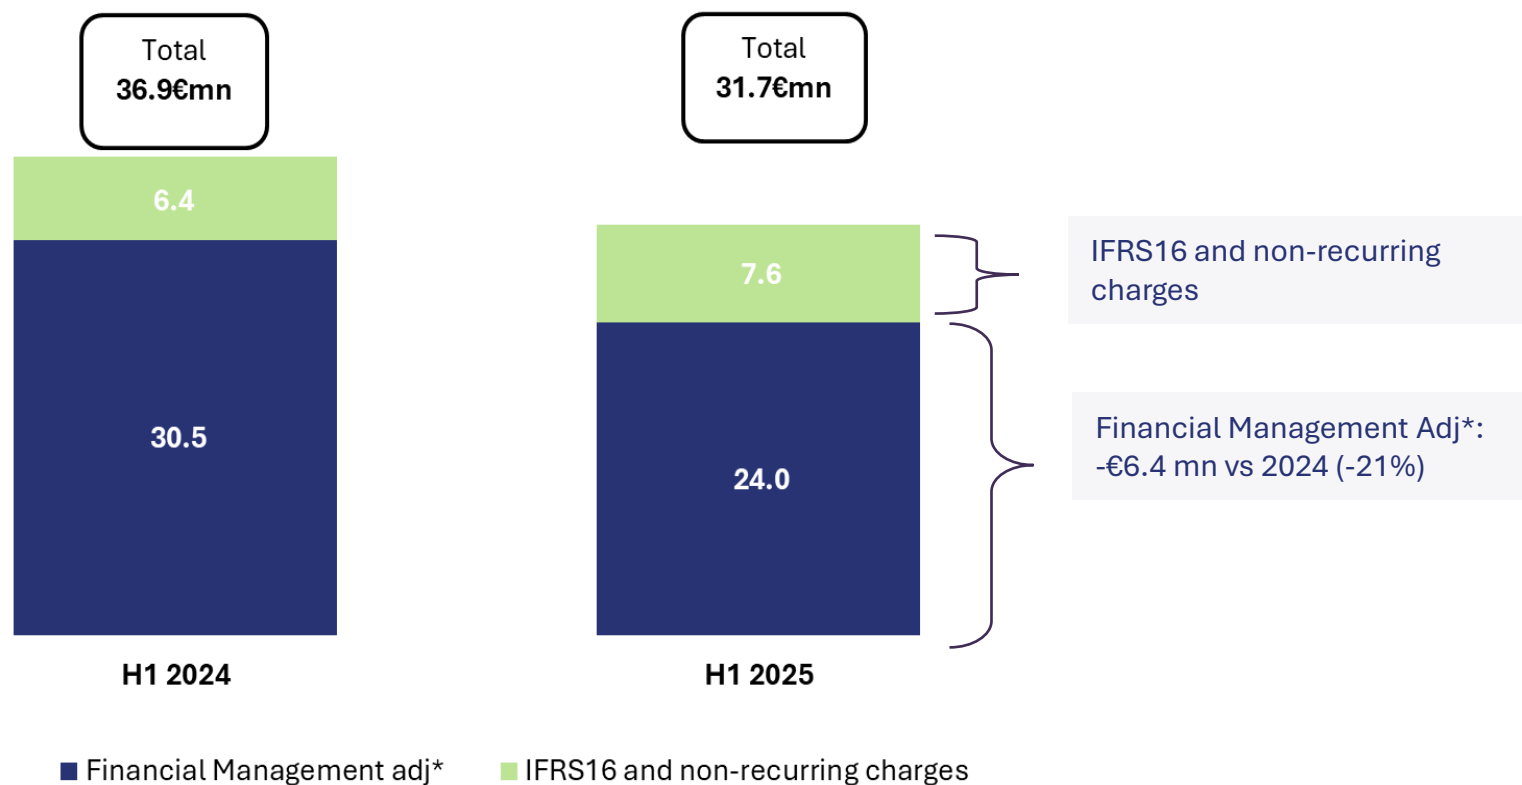 Total
36.9€mn
Total
31.7€mn
6.4
30.5
7.6
24.0
IFRS16 and non-recurring
charges
Financial Management Adj*:
-€6.4 mn vs 2024 (-21%)
H1 2024
H1 2025
Financial Management adj*
IFRS16 and non-recurring charges